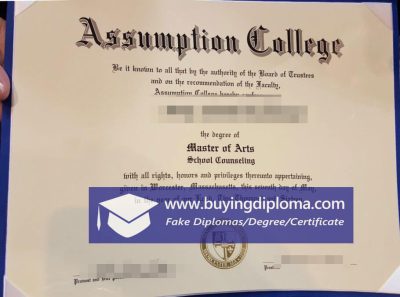 Assumption College
Be it known to all that by the authority of the Board of Trustees
and on the recommendation of the Faculty,
Assumption College hereby
the degree of
Master of Arts
School Counseling
with all rights, honors and privileges thereunto appertaining,
given in Worcester, Massachusetts, this seventh day of May,
www.buyingdiploma.com
Fake Diplomas/Degree/Certificate